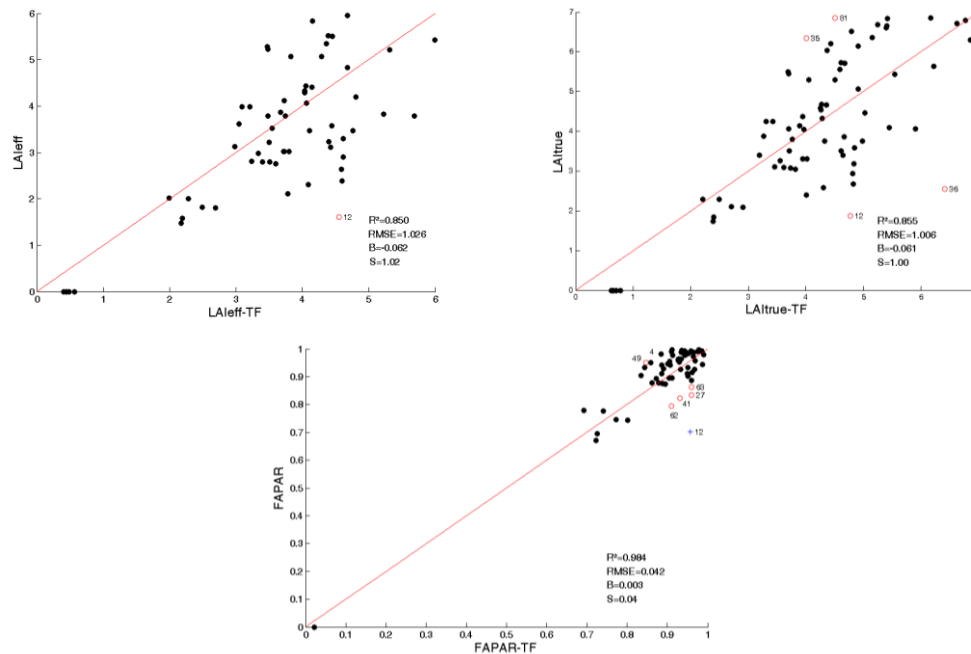 6
5
4
3
2
1
0
LAIeff
12
R²=0.850
RMSE=1.026
B=-0.062
S=1.02
0 2 3 4 5 6
LAIeff-TF
7
6
5
4
3
2
1
0
LAItrue
81
35
36
12
R²=0.855
RMSE=1.006
B=-0.061
S=1.00
0 1 2 3 4 5 6
LAItrue-TF
1
0.9
0.8
0.7
0.6
0.5
0.4
0.3
0.2
0.1
0
FAPAR
4
49
63
27
41
62
12
R²=0.984
RMSE=0.042
B=0.003
S=0.04
0 0.1 0.2 0.3 0.4 0.5 0.6 0.7 0.8 0.9 1
FAPAR-TF